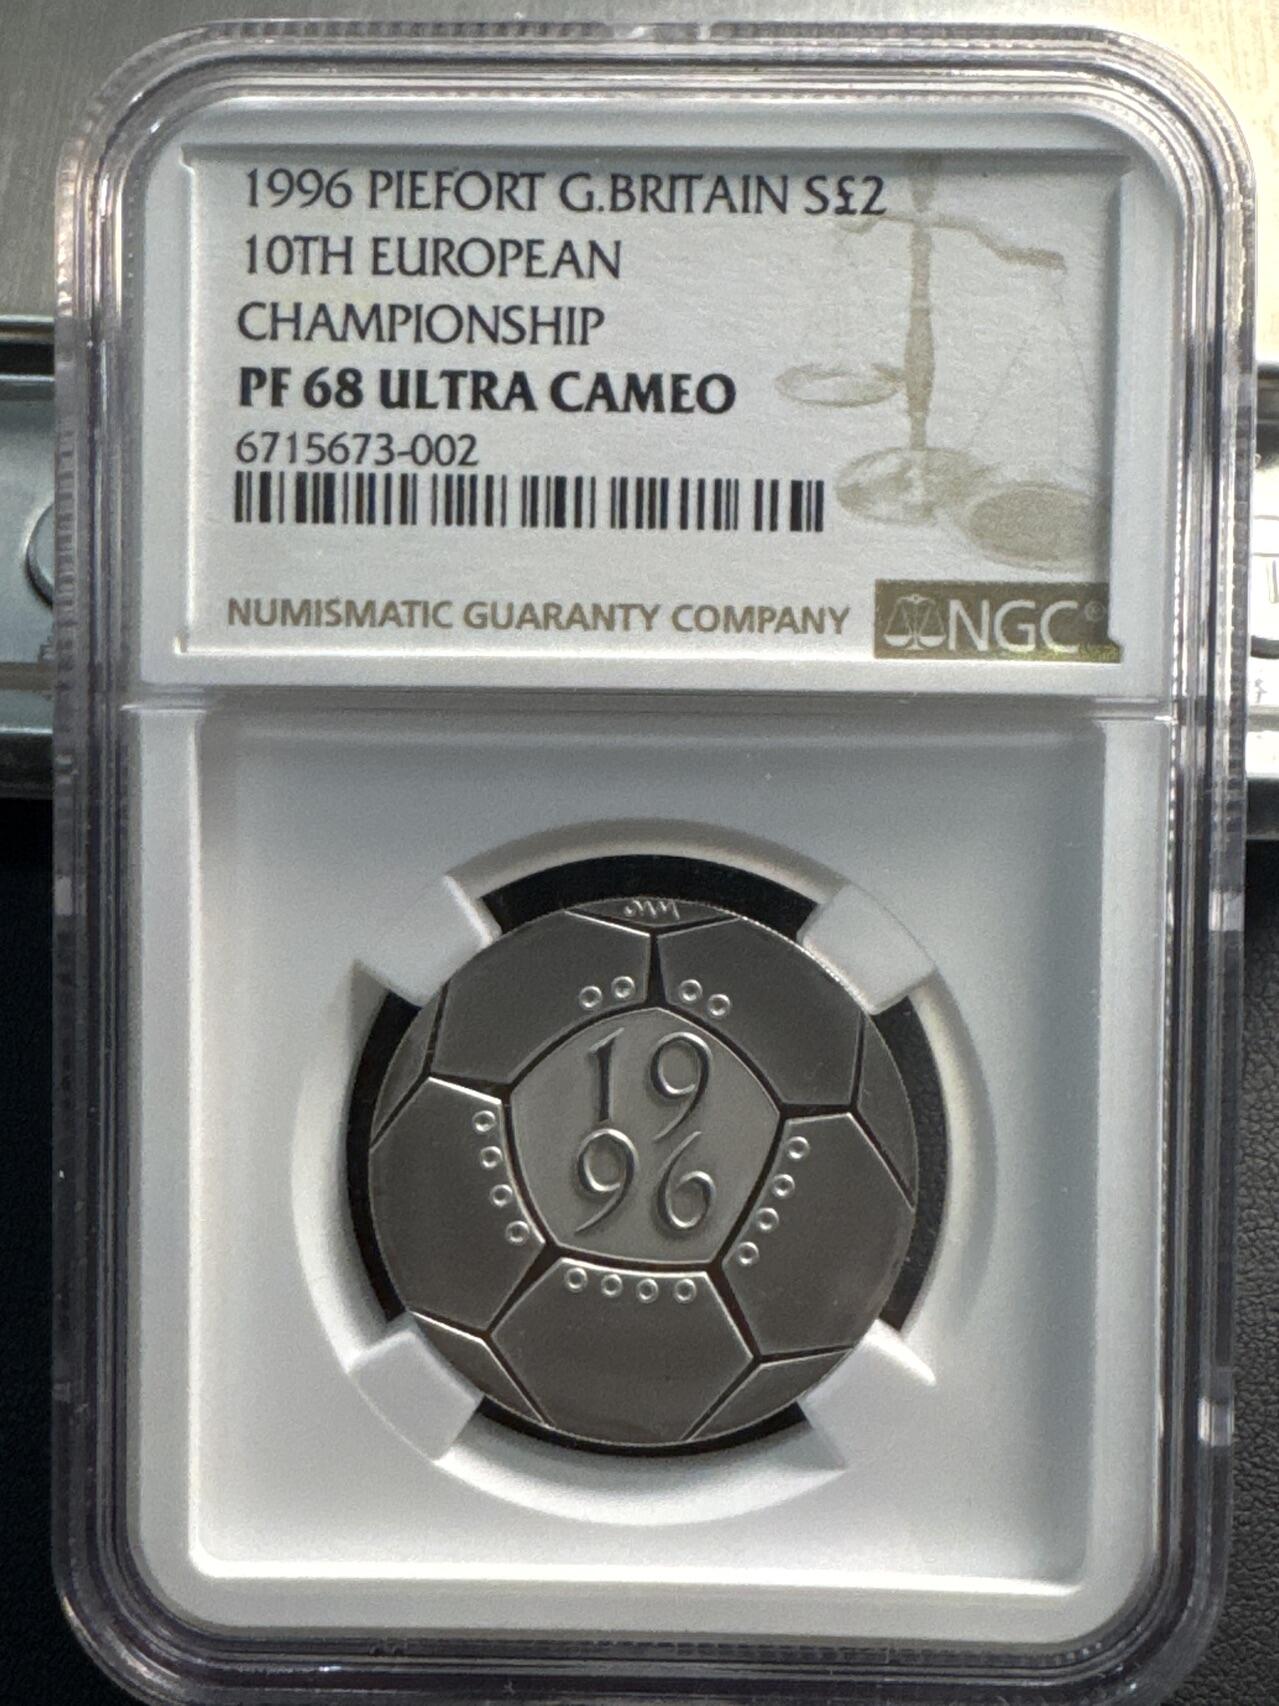 1996 PIEFORT G.BRITAIN S£2
10TH EUROPEAN
CHAMPIONSHIP
PF 68 ULTRA CAMEO
6715673-002
NUMISMATIC GUARANTY COMPANY NGC®
19
96